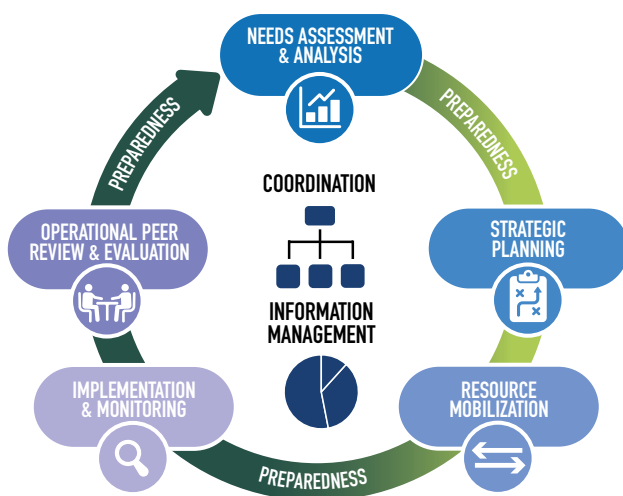 NEEDS ASSESSMENT
& ANALYSIS
PREPAREDNESS
PREPAREDNESS
COORDINATION
OPERATIONAL PEER
REVIEW & EVALUATION
STRATEGIC
PLANNING
INFORMATION
MANAGEMENT
IMPLEMENTATION
& MONITORING
RESOURCE
MOBILIZATION
PREPAREDNESS